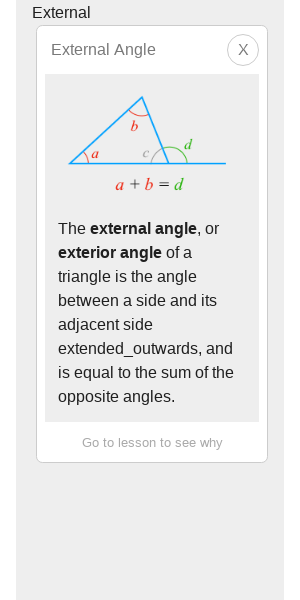 External
External Angle
X
b
d
a
c
a + b = d
The external angle, or
exterior angle of a
triangle is the angle
between a side and its
adjacent side
extended_outwards, and
is equal to the sum of the
opposite angles.
Go to lesson to see why